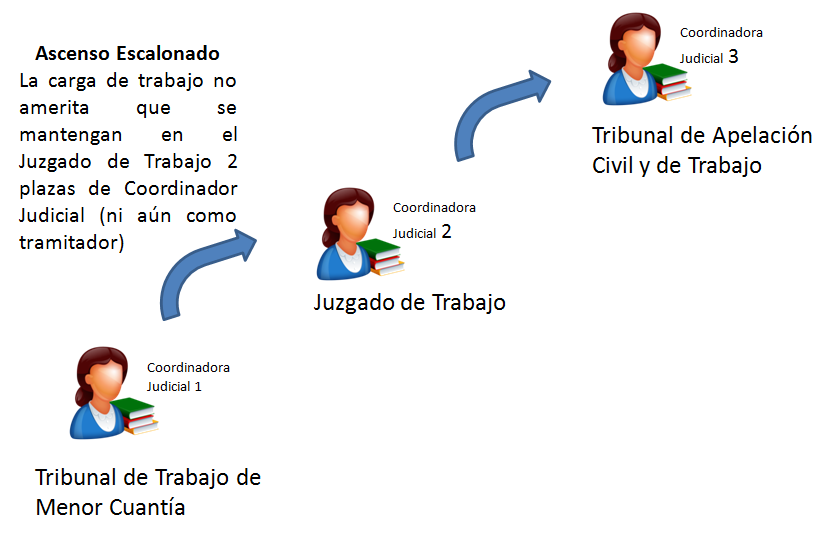 Ascenso Escalonado
La carga de trabajo no
amerita que se
mantengan en el
Juzgado de Trabajo 2
plazas de Coordinador
Judicial (ni aún como
tramitador)
Coordinadora
Judicial 3
Tribunal de Apelación
Civil y de Trabajo
Coordinadora
Judicial 2
Juzgado de Trabajo
Coordinadora
Judicial 1
Tribunal de Trabajo de
Menor Cuantía